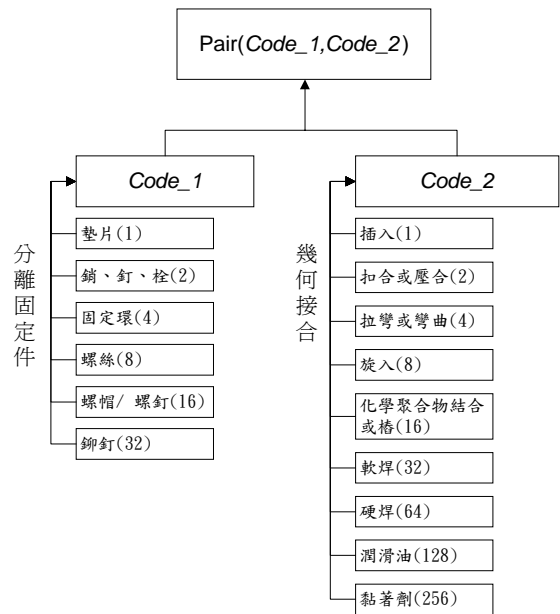 Pair(Code_1,Code_2)
Code_1
分離固定件
墊片(1)
銷、釘、栓(2)
固定環(4)
螺絲(8)
螺帽/ 螺釘(16)
鉚釘(32)
Code_2
幾何接合
插入(1)
扣合或壓合(2)
拉彎或彎曲(4)
旋入(8)
化學聚合物結合
或樁(16)
軟焊(32)
硬焊(64)
潤滑油(128)
黏著劑(256)